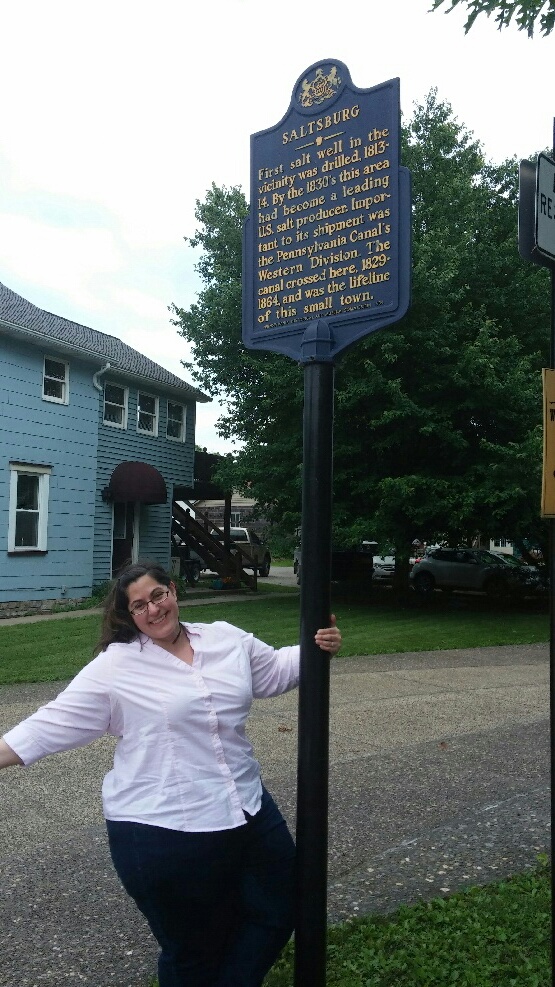 SALTSBURG
First salt well in the
vicinity was drilled, 1813-
14. By the 1830's this area
had become a leading
U.S. salt producer. Impor-
tant to its shipment was
the Pennsylvania Canal's
Western Division. The
canal crossed here, 1829-
1864, and was the lifeline
of this small town.
RE